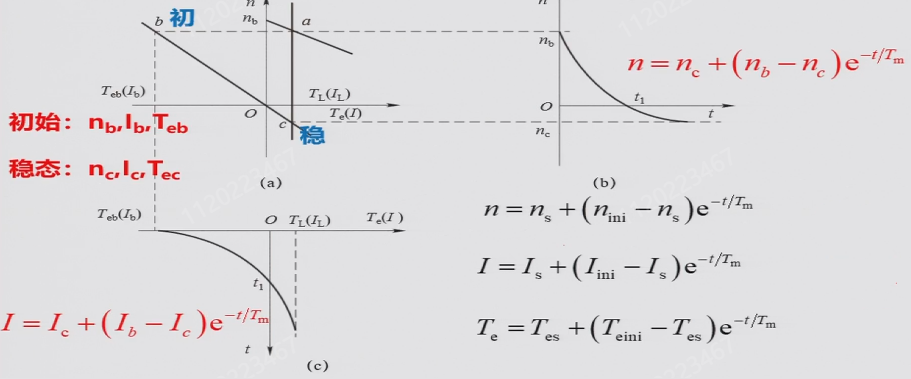 n
n_b
b 初
a
T_eb(I_b)
T_L(I_L)
O
T_e(I)
c
稳
初始：n_b,I_b,T_eb
稳态：n_c,I_c,T_ec
(a)
n
n_b
n = n_c + (n_b − n_c)e^{−t/T_m}
O
t_1
t
n_c
(b)
T_eb(I_b)
O
T_L(I_L)
T_e(I)
t_1
I = I_c + (I_b − I_c)e^{−t/T_m}
t
(c)
n = n_s + (n_ini − n_s)e^{−t/T_m}
I = I_s + (I_ini − I_s)e^{−t/T_m}
T_e = T_es + (T_eini − T_es)e^{−t/T_m}
1120223467